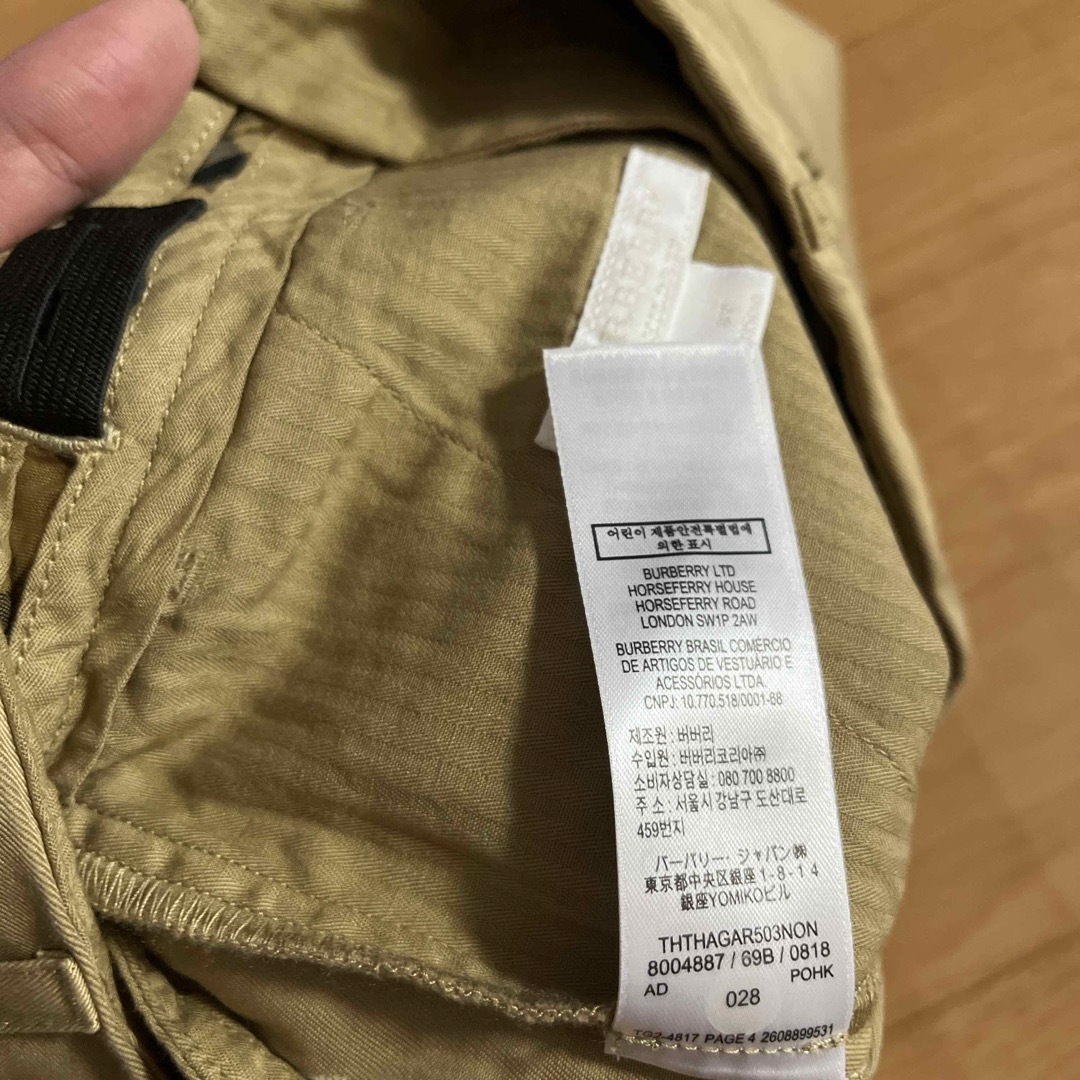 어린이 제품안전특별법에
의한 표시
BURBERRY LTD
HORSEFERRY HOUSE
HORSEFERRY ROAD
LONDON SW1P 2AW
BURBERRY BRASIL COMÉRCIO
DE ARTIGOS DE VESTUÁRIO E
ACESSÓRIOS LTDA.
CNPJ: 10.770.518/0001-68
제조원 : 버버리
수입원 : 버버리코리아㈜
소비자상담실 : 080 700 8800
주 소 : 서울시 강남구 도산대로
459번지
バーバリー・ジャパン㈱
東京都中央区銀座1-8-14
銀座YOMIKOビル
THTHAGAR503NON
8004887 / 69B / 0818
AD POHK
028
TG2-4817 PAGE 4 2608899531